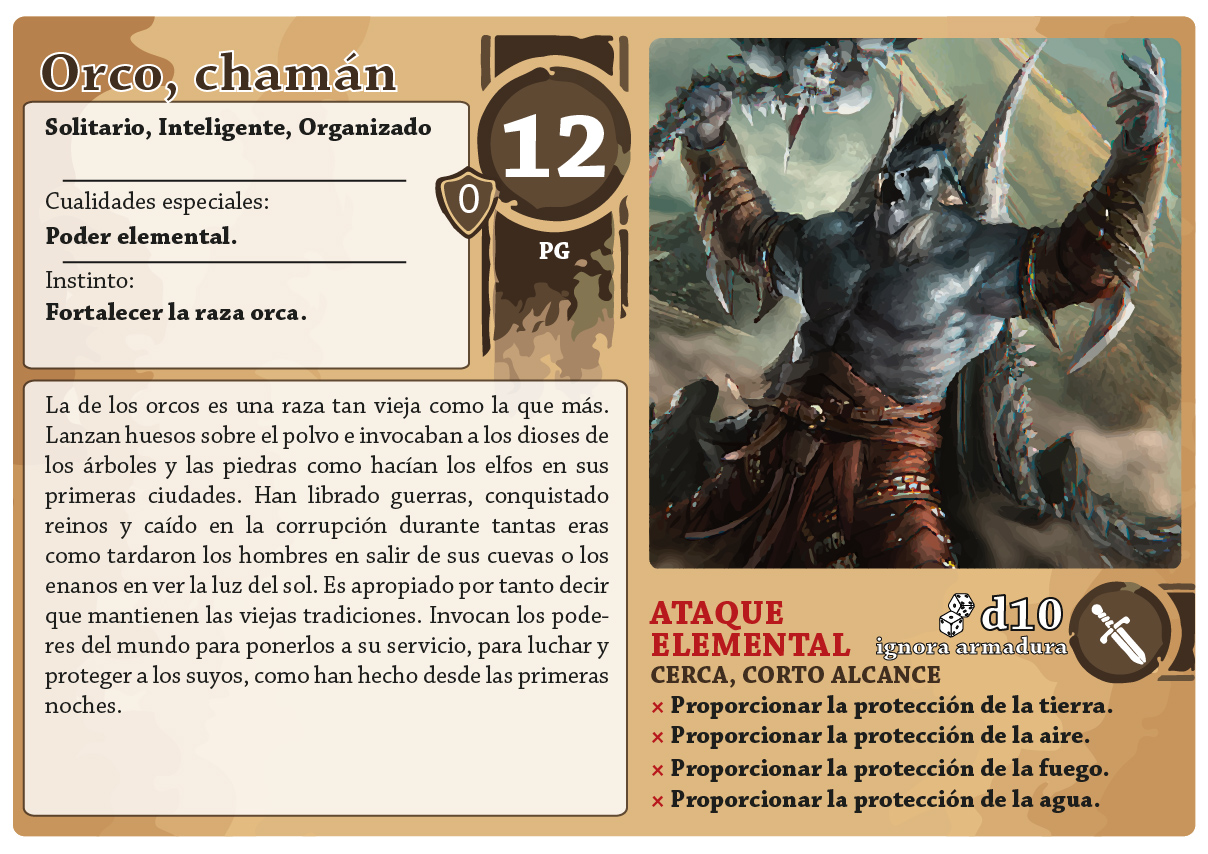 Orco, chamán
Solitario, Inteligente, Organizado
Cualidades especiales:
Poder elemental.
Instinto:
Fortalecer la raza orca.
12
0
PG
La de los orcos es una raza tan vieja como la que más.
Lanzan huesos sobre el polvo e invocaban a los dioses de
los árboles y las piedras como hacían los elfos en sus
primeras ciudades. Han librado guerras, conquistado
reinos y caído en la corrupción durante tantas eras
como tardaron los hombres en salir de sus cuevas o los
enanos en ver la luz del sol. Es apropiado por tanto decir
que mantienen las viejas tradiciones. Invocan los pode-
res del mundo para ponerlos a su servicio, para luchar y
proteger a los suyos, como han hecho desde las primeras
noches.
ATAQUE
ELEMENTAL
d10
ignora armadura
CERCA, CORTO ALCANCE
× Proporcionar la protección de la tierra.
× Proporcionar la protección de la aire.
× Proporcionar la protección de la fuego.
× Proporcionar la protección de la agua.